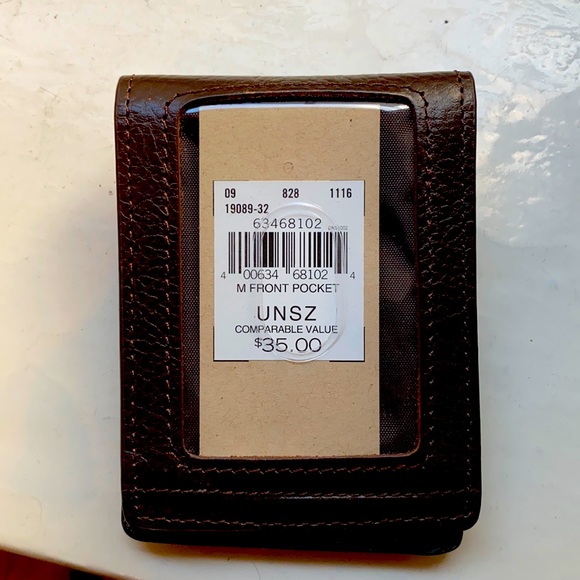 09 828 1116
19089-32
63468102
4 00634 68102 4
M FRONT POCKET
UNSZ
COMPARABLE VALUE
$35.00